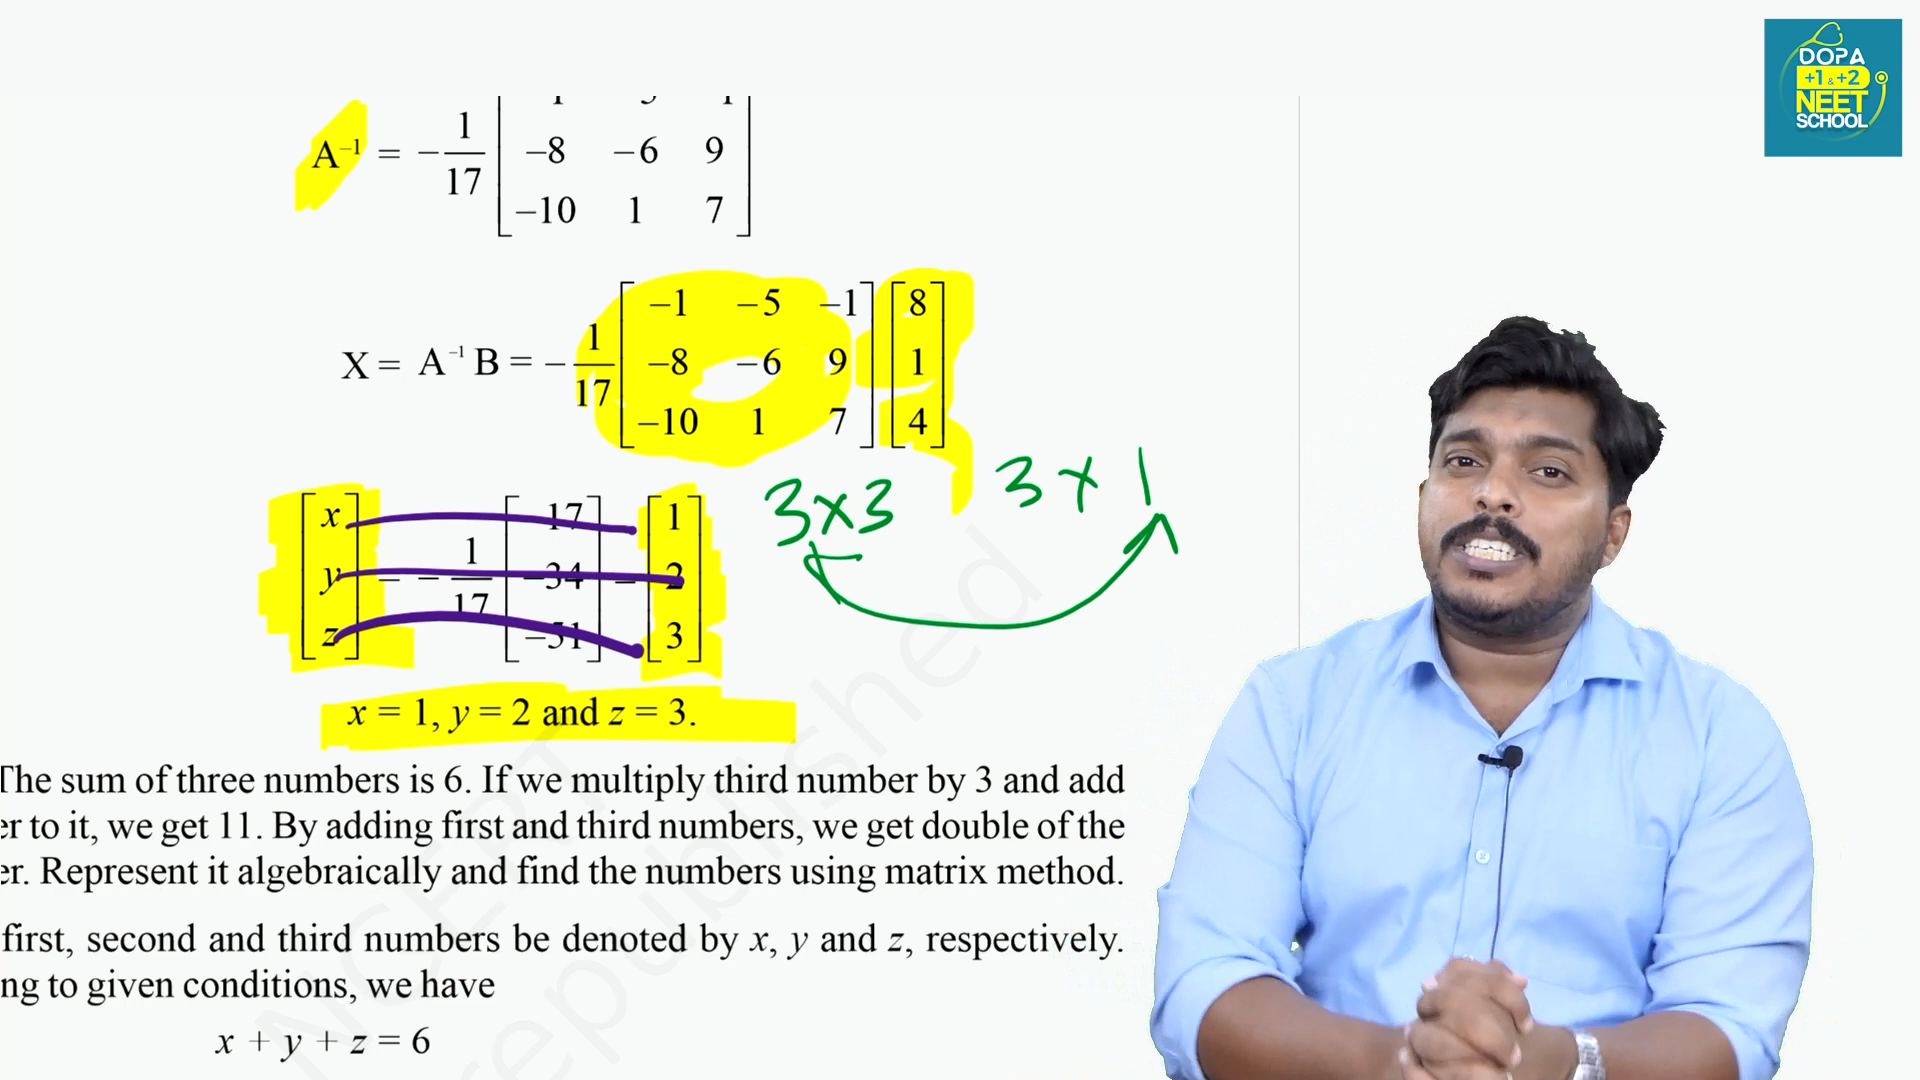 DOPA
+1 & +2
NEET
SCHOOL
A⁻¹ = −1/17 [−8 −6 9
−10 1 7]
X = A⁻¹ B = −1/17 [−1 −5 −1] [8]
[−8 −6 9] [1]
[−10 1 7] [4]
3×3 3×1
[x] [−17] [1]
[y] = −1/17 [−34] = [2]
[z] [−51] [3]
x = 1, y = 2 and z = 3.
The sum of three numbers is 6. If we multiply third number by 3 and add
er to it, we get 11. By adding first and third numbers, we get double of the
er. Represent it algebraically and find the numbers using matrix method.
first, second and third numbers be denoted by x, y and z, respectively.
ng to given conditions, we have
x + y + z = 6
NCERT
republished